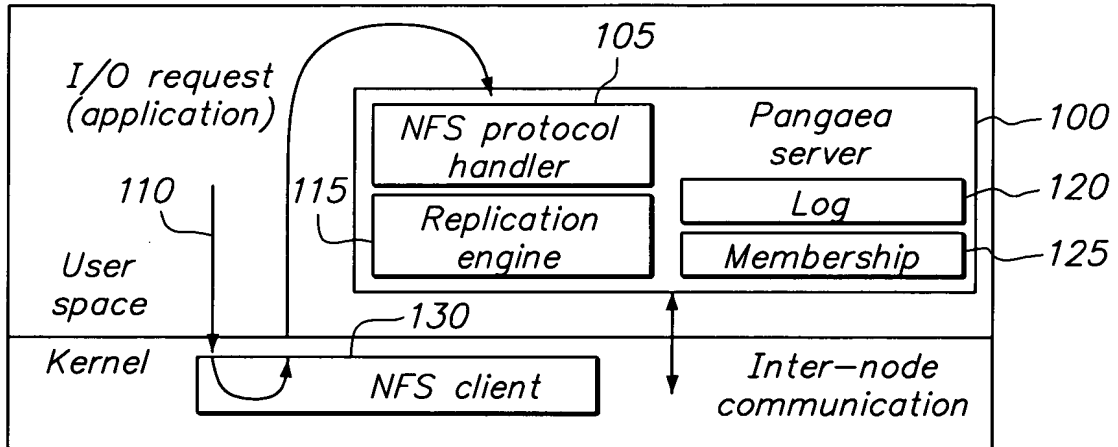 105
I/O request
(application)
NFS protocol
handler
Pangaea
server
100
110
115
Replication
engine
Log
120
Membership
125
User
space
130
Kernel
NFS client
Inter-node
communication